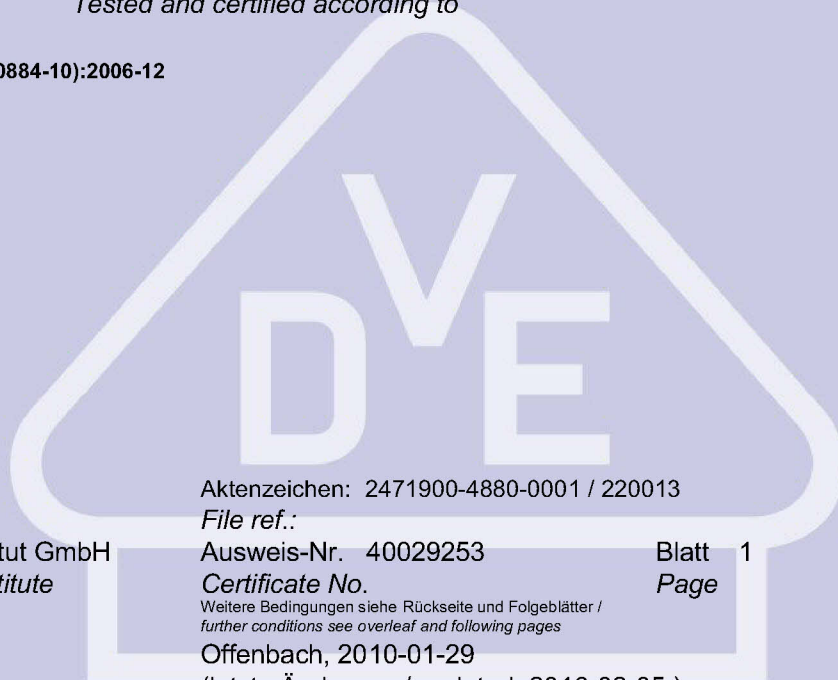 Tested and certified according to
0884-10):2006-12
VDE
Aktenzeichen: 2471900-4880-0001 / 220013
File ref.:
tut GmbH Ausweis-Nr. 40029253 Blatt 1
titute Certificate No. Page
Weitere Bedingungen siehe Rückseite und Folgeblätter /
further conditions see overleaf and following pages
Offenbach, 2010-01-29